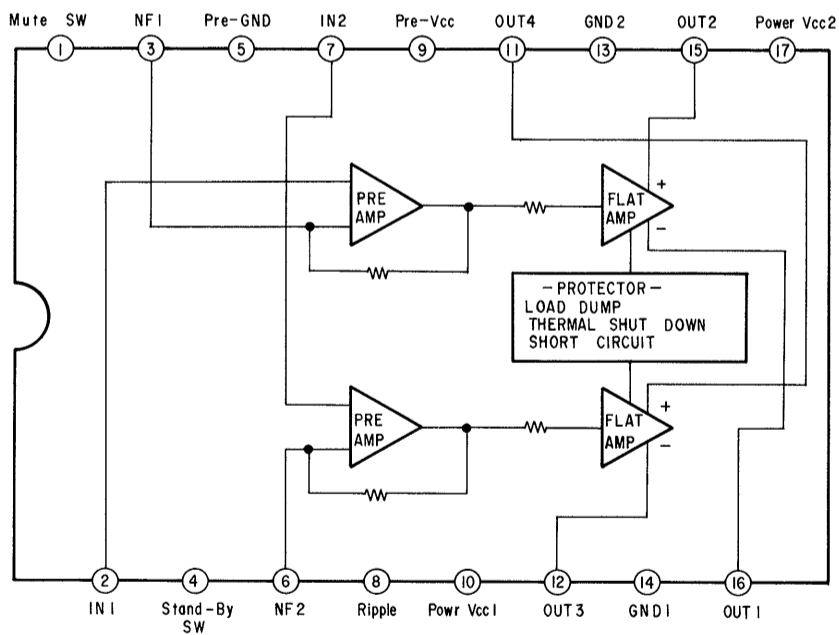 Mute SW NF1 Pre-GND IN2 Pre-Vcc OUT4 GND2 OUT2 Power Vcc2
1 3 5 7 9 11 13 15 17
PRE
AMP
FLAT
AMP
+
−
−PROTECTOR−
LOAD DUMP
THERMAL SHUT DOWN
SHORT CIRCUIT
PRE
AMP
FLAT
AMP
+
−
2 4 6 8 10 12 14 16
IN1 Stand-By NF2 Ripple Powr Vcc1 OUT3 GND1 OUT1
SW